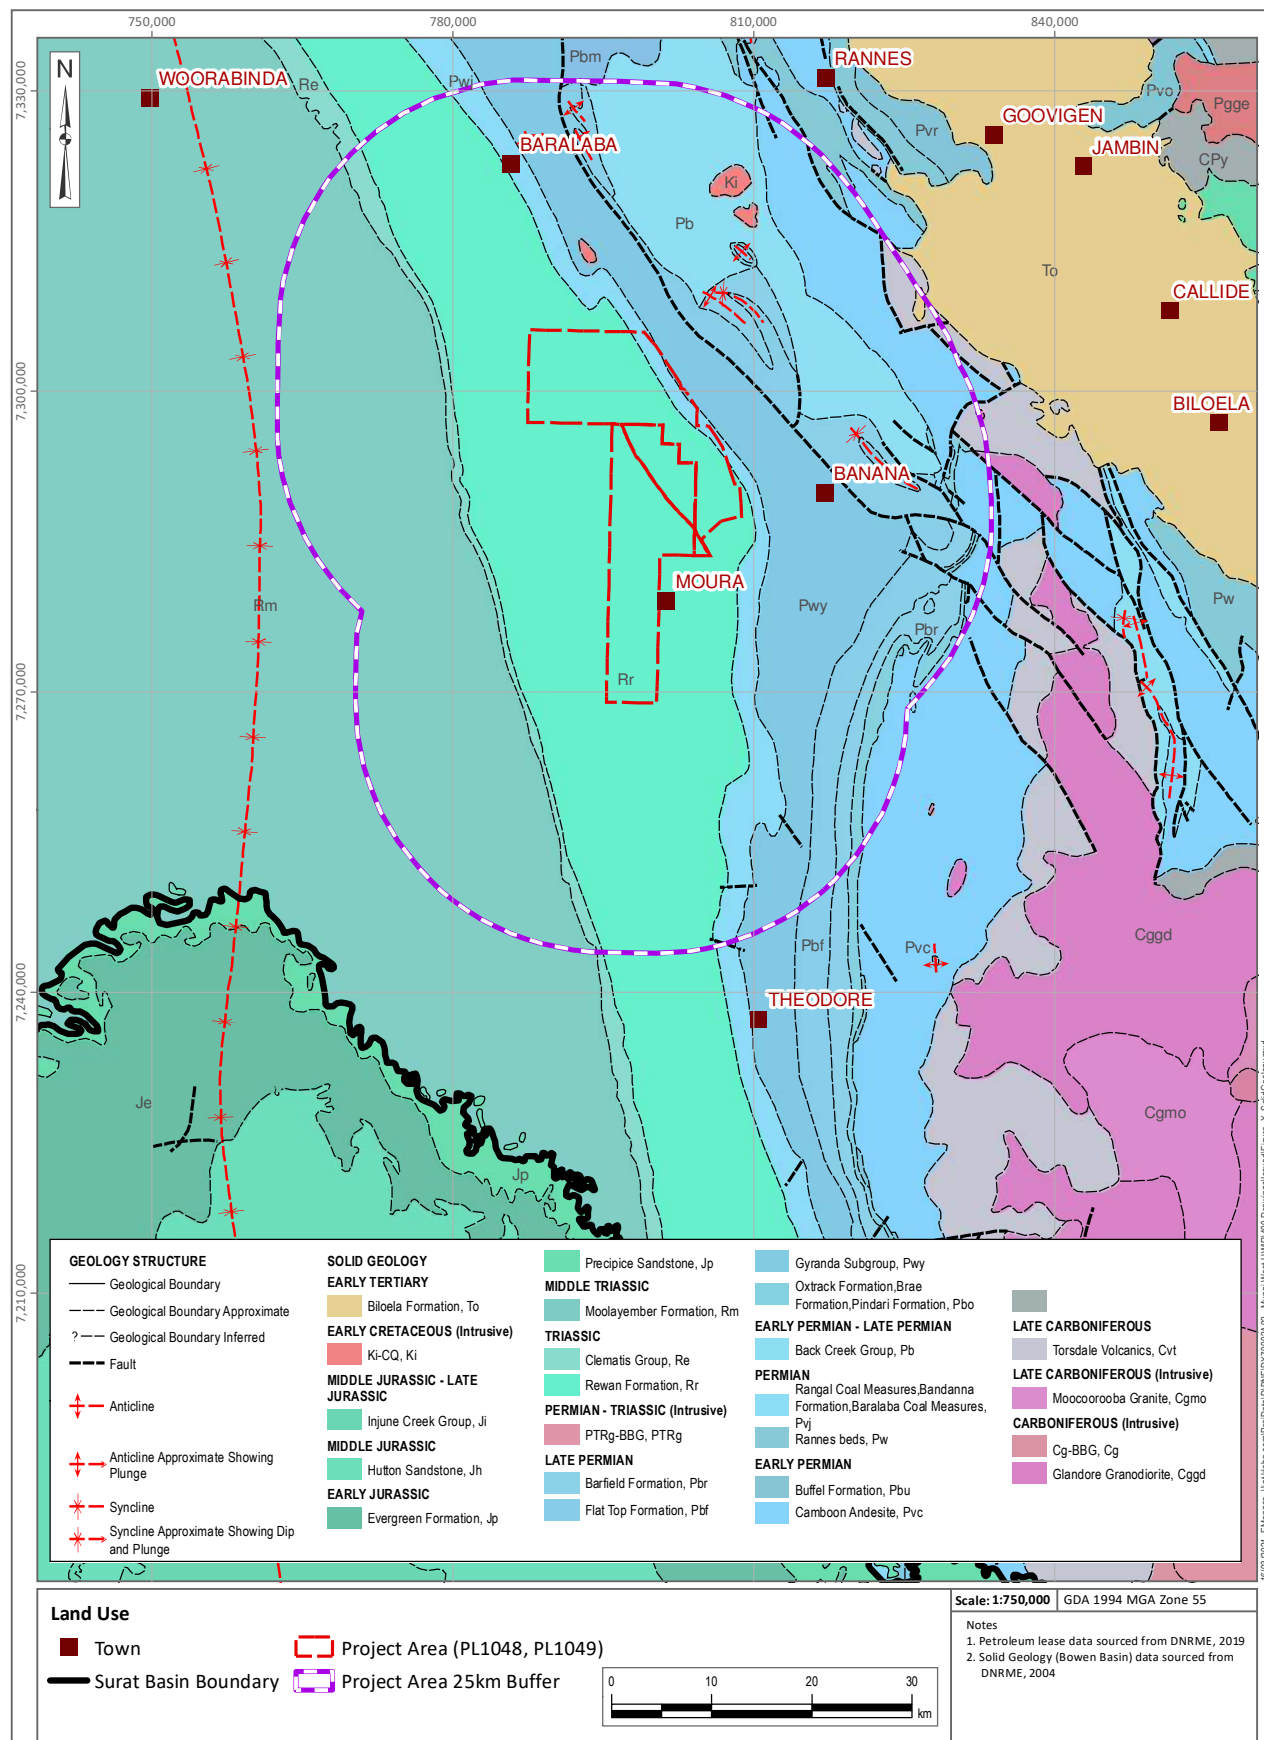 750,000
780,000
810,000
840,000
7,330,000
7,300,000
7,270,000
7,240,000
7,210,000
N
WOORABINDA
Re
Pwj
Pbm
RANNES
GOOVIGEN
JAMBIN
Pvo
Pgge
CPy
Pvr
BARALABA
Ki
Pb
To
CALLIDE
BILOELA
BANANA
MOURA
Rm
Pwy
Pbr
Pw
Rr
Pbf
Pvc
Cggd
THEODORE
Cgmo
Je
Jp
GEOLOGY STRUCTURE
Geological Boundary
Geological Boundary Approximate
?
Geological Boundary Inferred
Fault
Anticline
Anticline Approximate Showing
Plunge
Syncline
Syncline Approximate Showing Dip
and Plunge
SOLID GEOLOGY
EARLY TERTIARY
Biloela Formation, To
EARLY CRETACEOUS (Intrusive)
Ki-CQ, Ki
MIDDLE JURASSIC - LATE
JURASSIC
Injune Creek Group, Ji
MIDDLE JURASSIC
Hutton Sandstone, Jh
EARLY JURASSIC
Evergreen Formation, Jp
Precipice Sandstone, Jp
MIDDLE TRIASSIC
Moolayember Formation, Rm
TRIASSIC
Clematis Group, Re
Rewan Formation, Rr
PERMIAN - TRIASSIC (Intrusive)
PTRg-BBG, PTRg
LATE PERMIAN
Barfield Formation, Pbr
Flat Top Formation, Pbf
Gyranda Subgroup, Pwy
Oxtrack Formation,Brae
Formation,Pindari Formation, Pbo
EARLY PERMIAN - LATE PERMIAN
Back Creek Group, Pb
PERMIAN
Rangal Coal Measures,Bandanna
Formation,Baralaba Coal Measures,
Pvj
Rannes beds, Pw
EARLY PERMIAN
Buffel Formation, Pbu
Camboon Andesite, Pvc
LATE CARBONIFEROUS
Torsdale Volcanics, Cvt
LATE CARBONIFEROUS (Intrusive)
Moocoorooba Granite, Cgmo
CARBONIFEROUS (Intrusive)
Cg-BBG, Cg
Glandore Granodiorite, Cggd
Land Use
Town
Surat Basin Boundary
Project Area (PL1048, PL1049)
Project Area 25km Buffer
0 10 20 30
km
Scale: 1:750,000
GDA 1994 MGA Zone 55
Notes
1. Petroleum lease data sourced from DNRME, 2019
2. Solid Geology (Bowen Basin) data sourced from
DNRME, 2004